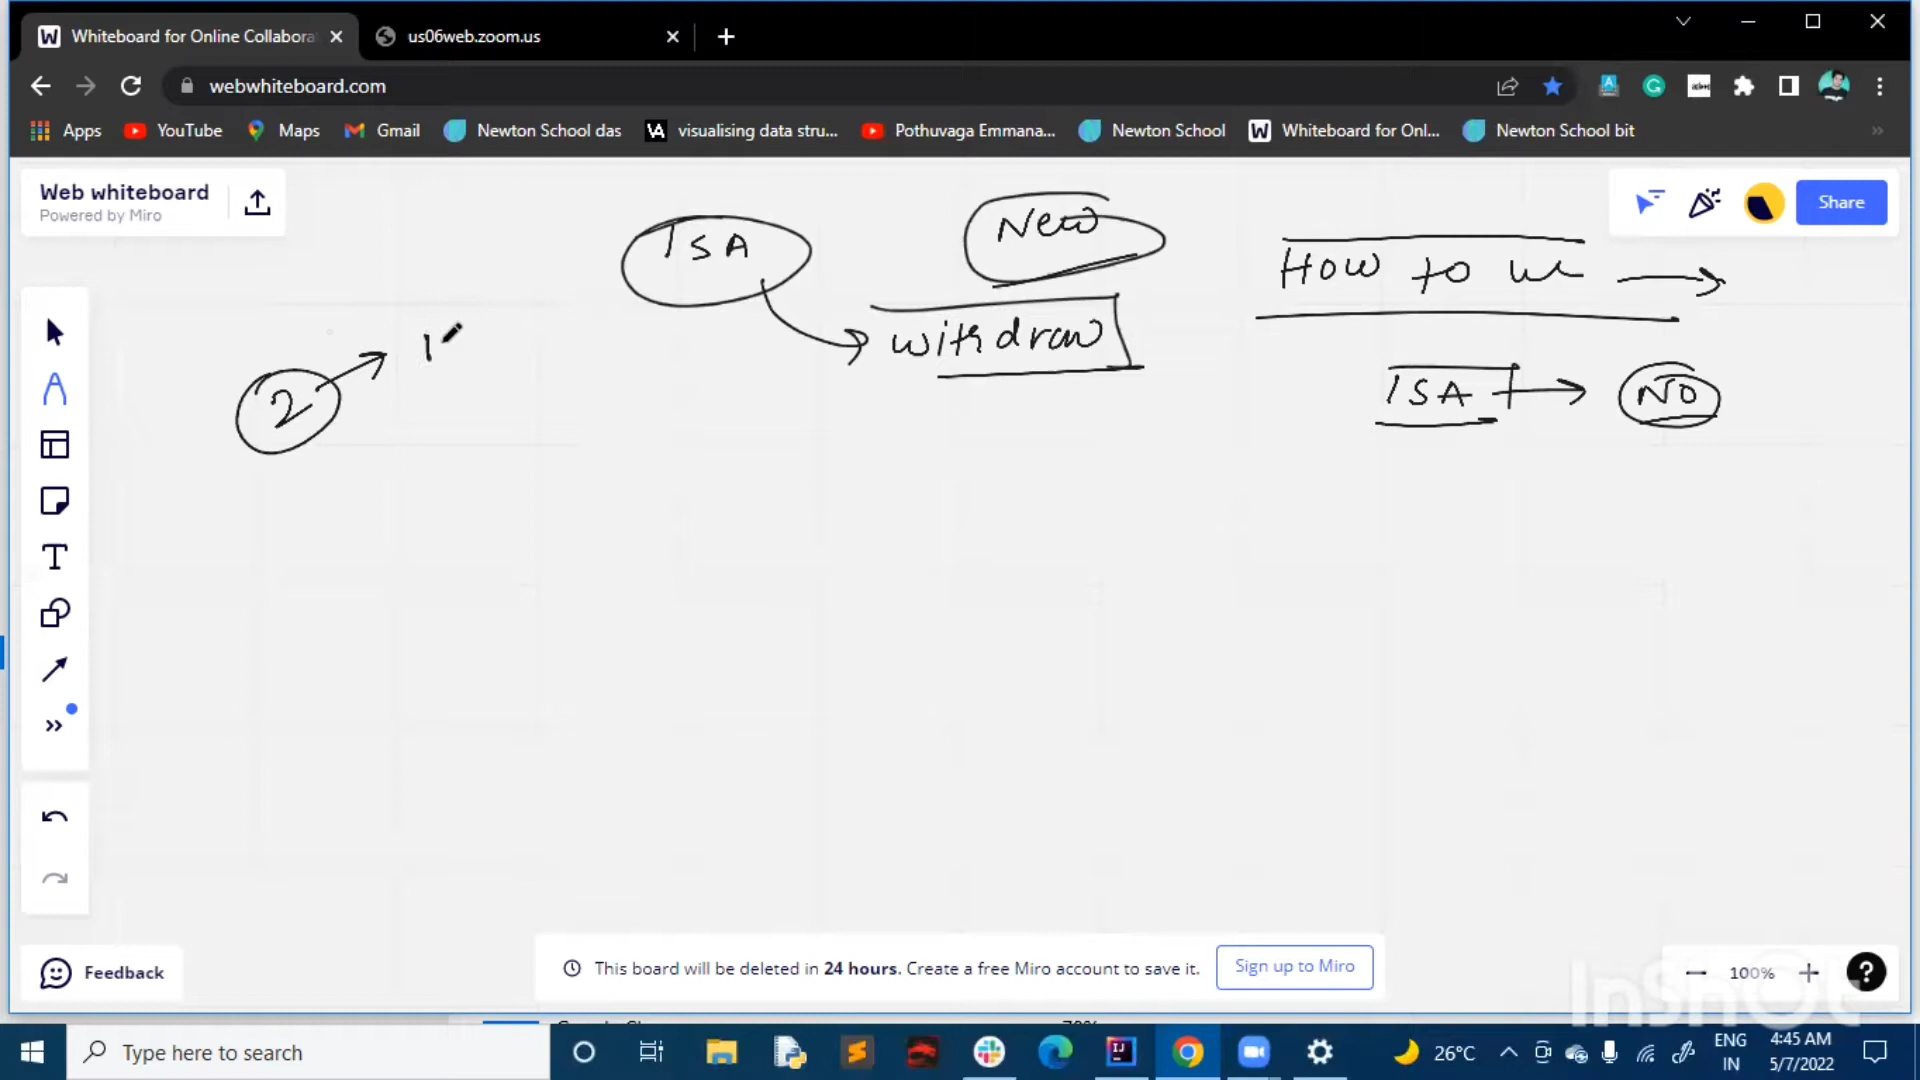 Whiteboard for Online Collabora
us06web.zoom.us
webwhiteboard.com
Apps
YouTube
Maps
Gmail
Newton School das
visualising data stru...
Pothuvaga Emmana...
Newton School
Whiteboard for Onl...
Newton School bit
Web whiteboard
Powered by Miro
Share
ISA
New
withdraw
How to w
ISA
NO
2
Feedback
This board will be deleted in 24 hours. Create a free Miro account to save it.
Sign up to Miro
100%
InShot
Type here to search
26°C
ENG
IN
4:45 AM
5/7/2022